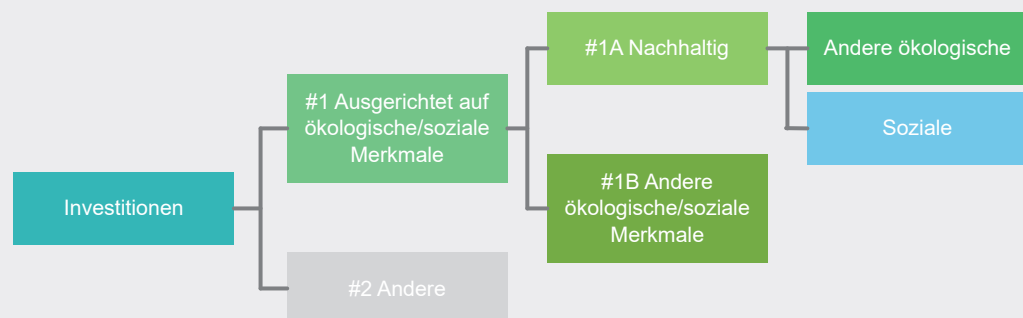 Investitionen
#1 Ausgerichtet auf
ökologische/soziale
Merkmale
#2 Andere
#1A Nachhaltig
#1B Andere
ökologische/soziale
Merkmale
Andere ökologische
Soziale